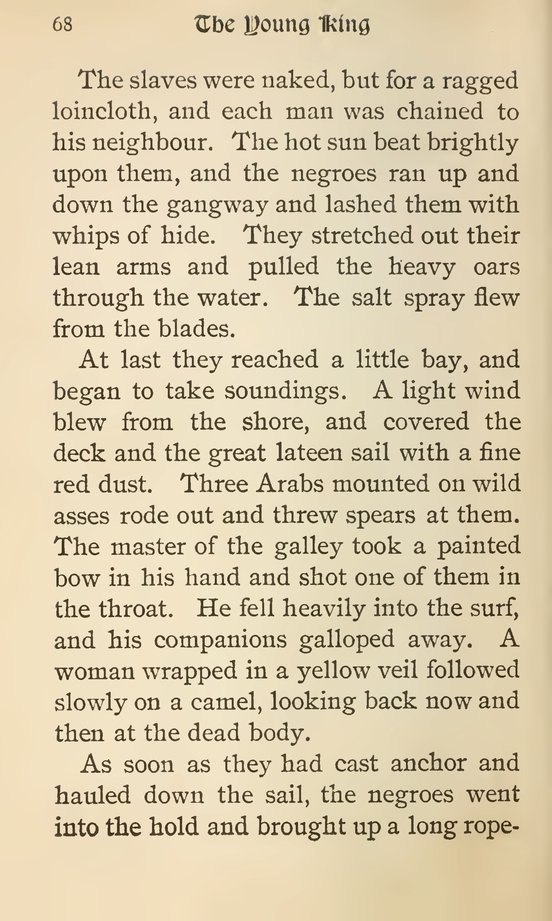 68 The Young King
The slaves were naked, but for a ragged
loincloth, and each man was chained to
his neighbour. The hot sun beat brightly
upon them, and the negroes ran up and
down the gangway and lashed them with
whips of hide. They stretched out their
lean arms and pulled the heavy oars
through the water. The salt spray flew
from the blades.
At last they reached a little bay, and
began to take soundings. A light wind
blew from the shore, and covered the
deck and the great lateen sail with a fine
red dust. Three Arabs mounted on wild
asses rode out and threw spears at them.
The master of the galley took a painted
bow in his hand and shot one of them in
the throat. He fell heavily into the surf,
and his companions galloped away. A
woman wrapped in a yellow veil followed
slowly on a camel, looking back now and
then at the dead body.
As soon as they had cast anchor and
hauled down the sail, the negroes went
into the hold and brought up a long rope-